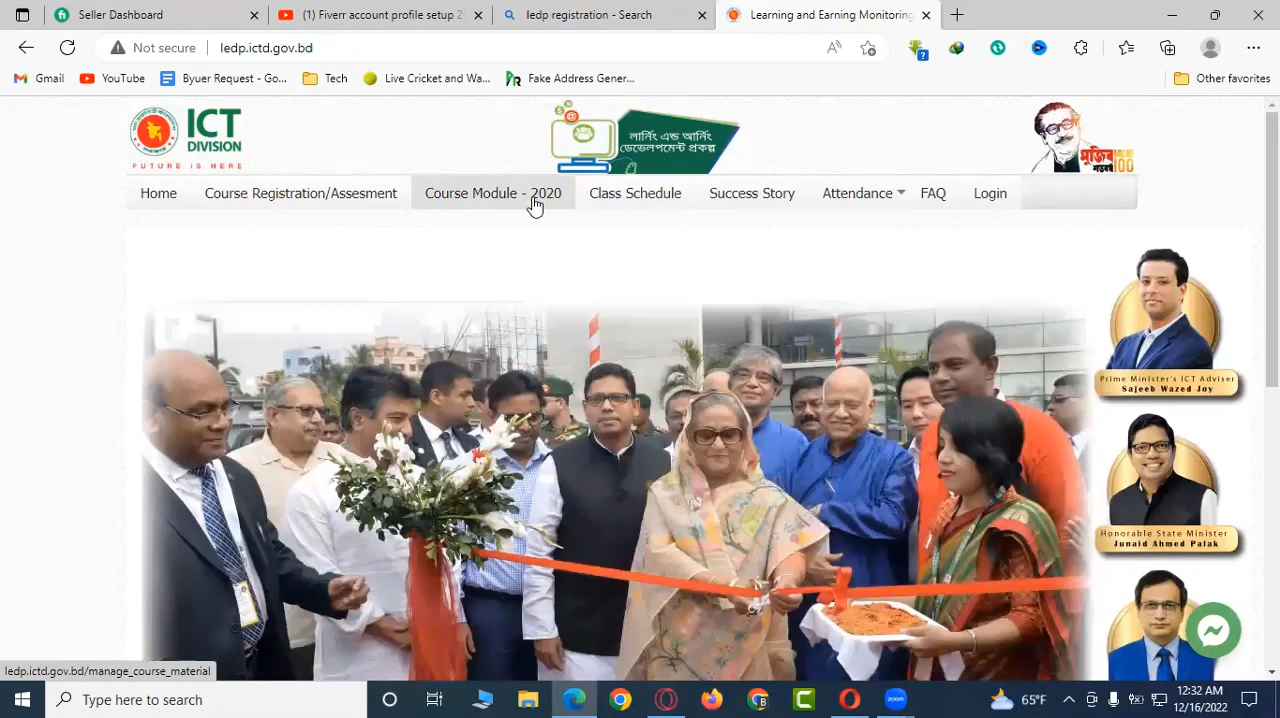 Seller Dashboard
(1) Fiverr account profile setup 20
ledp registration - Search
Learning and Earning Monitoring
Not secure
ledp.ictd.gov.bd
Gmail
YouTube
Byuer Request - Go...
Tech
Live Cricket and Wa...
Fake Address Gener...
Other favorites
ICT
DIVISION
FUTURE IS HERE
লার্নিং এন্ড আর্নিং
ডেভেলপমেন্ট প্রকল্প
মুজিব
শতবর্ষ
100
Home
Course Registration/Assesment
Course Module - 2020
Class Schedule
Success Story
Attendance
FAQ
Login
Prime Minister's ICT Adviser
Sajeeb Wazed Joy
Honorable State Minister
Junaid Ahmed Palak
ledp.ictd.gov.bd/manage_course_material
Type here to search
zoom
65°F
12:32 AM
12/16/2022